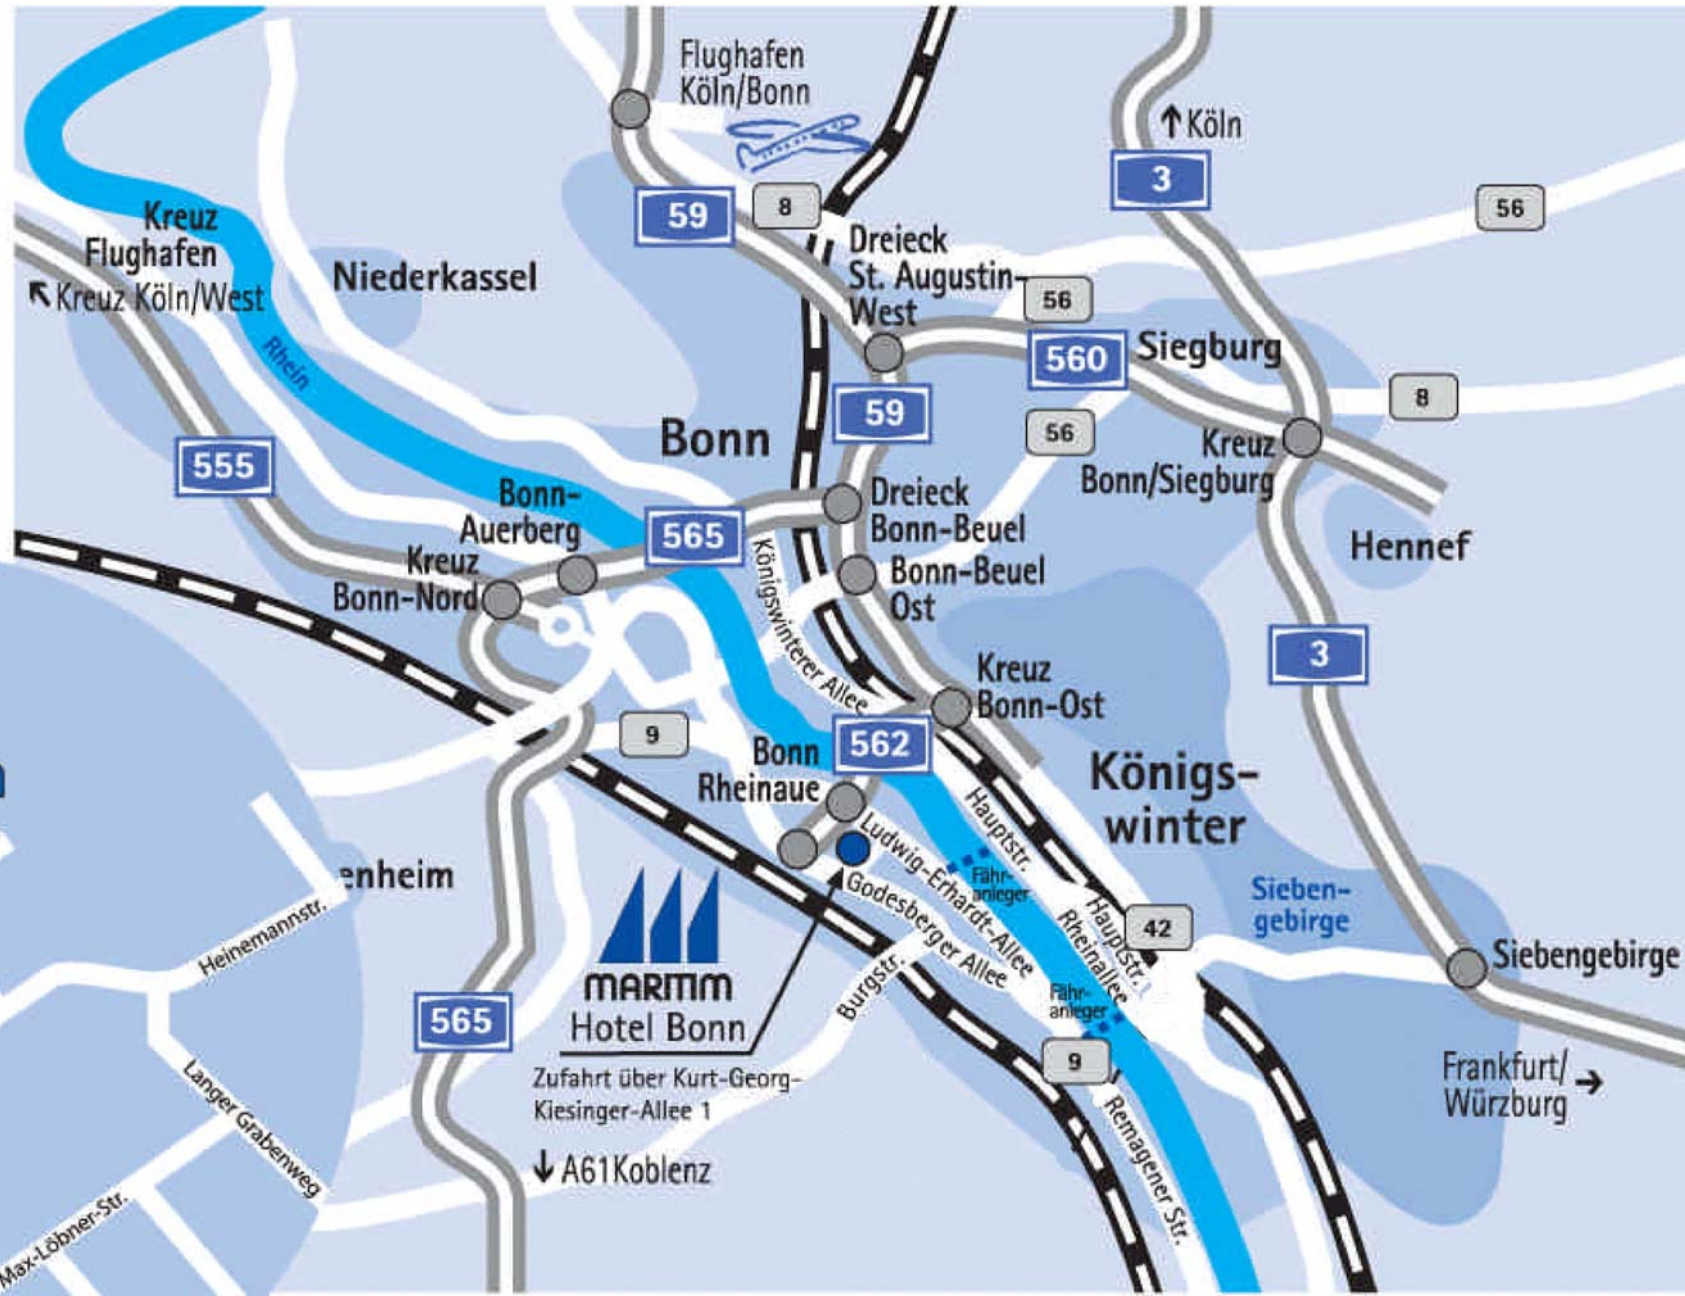 Flughafen
Köln/Bonn
Köln
3
59
8
56
Kreuz
Flughafen
Kreuz Köln/West
Niederkassel
Dreieck
St. Augustin-
West
56
Rhein
560
Siegburg
59
8
Bonn
56
Kreuz
Bonn/Siegburg
555
Bonn-
Auerberg
565
Dreieck
Bonn-Beuel
Hennef
Kreuz
Bonn-Nord
Königswinterer Allee
Bonn-Beuel
Ost
3
Kreuz
Bonn-Ost
9
562
Bonn
Rheinaue
Königs-
winter
Hauptstr.
Ludwig-Erhardt-Allee
Godesberger Allee
Fähr-
anleger
enheim
Heinemannstr.
Hauptstr.
Rheinallee
42
Sieben-
gebirge
Siebengebirge
MARITIM
Hotel Bonn
Burgstr.
Fähr-
anleger
565
9
Zufahrt über Kurt-Georg-
Kiesinger-Allee 1
Frankfurt/
Würzburg
Langer Grabenweg
Remagener Str.
A61Koblenz
Max-Löbner-Str.